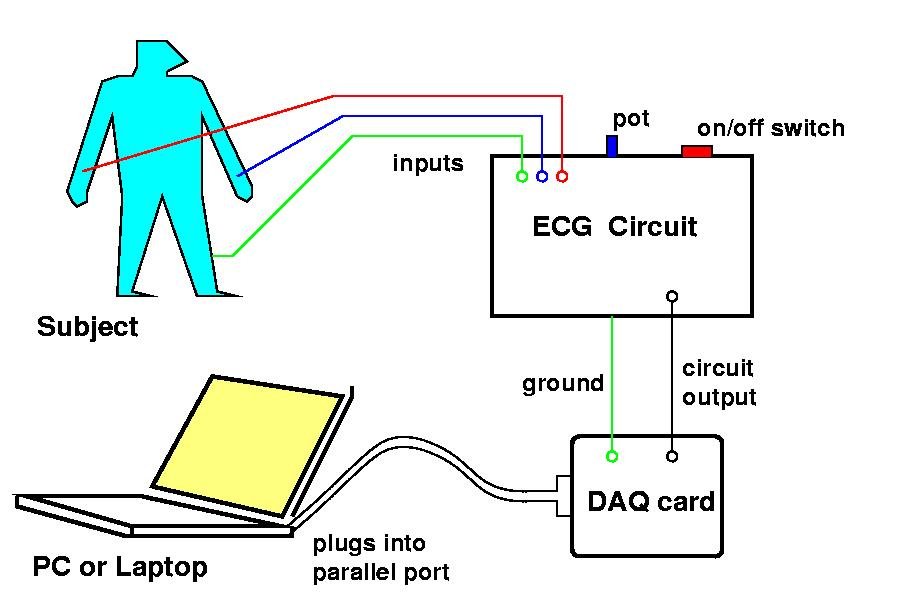 pot
on/off switch
inputs
ECG Circuit
Subject
ground
circuit
output
DAQ card
plugs into
parallel port
PC or Laptop